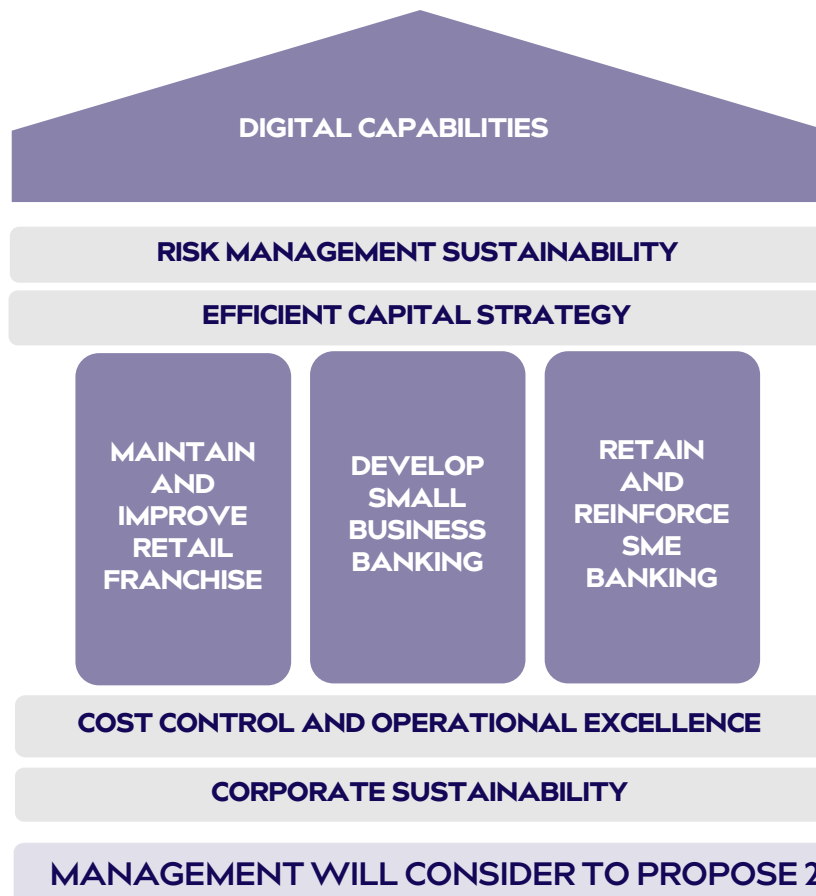 DIGITAL CAPABILITIES
RISK MANAGEMENT SUSTAINABILITY
EFFICIENT CAPITAL STRATEGY
MAINTAIN
AND
IMPROVE
RETAIL
FRANCHISE
DEVELOP
SMALL
BUSINESS
BANKING
RETAIN
AND
REINFORCE
SME
BANKING
COST CONTROL AND OPERATIONAL EXCELLENCE
CORPORATE SUSTAINABILITY
MANAGEMENT WILL CONSIDER TO PROPOSE 2